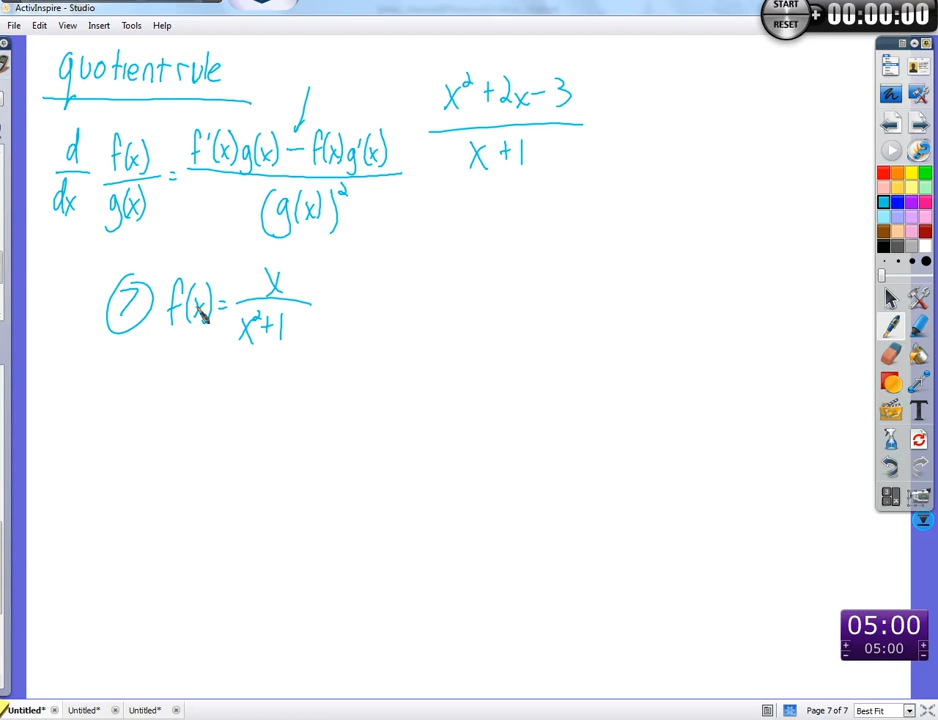 ActivInspire - Studio
START
RESET
00:00:00
File Edit View Insert Tools Help
quotient rule
d/dx f(x)/g(x) = f'(x)g(x) - f(x)g'(x) / (g(x))²
x² + 2x - 3 / x + 1
7 f(x) = x / x² + 1
05:00
05:00
Untitled* Untitled* Untitled* Page 7 of 7 Best Fit